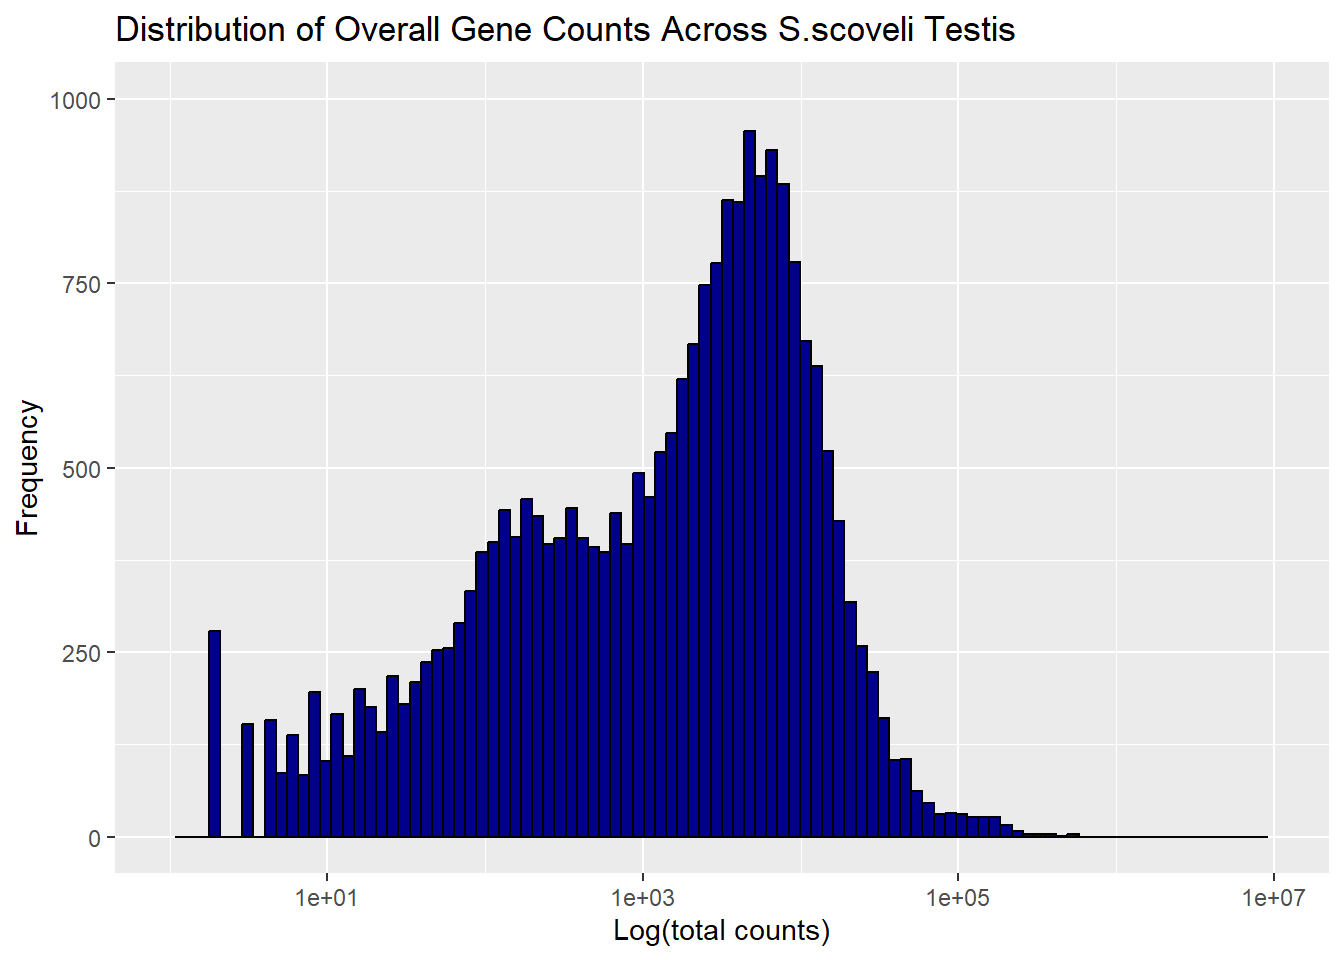 Distribution of Overall Gene Counts Across S.scoveli Testis
1000
750
500
250
0
Frequency
1e+01 1e+03 1e+05 1e+07
Log(total counts)